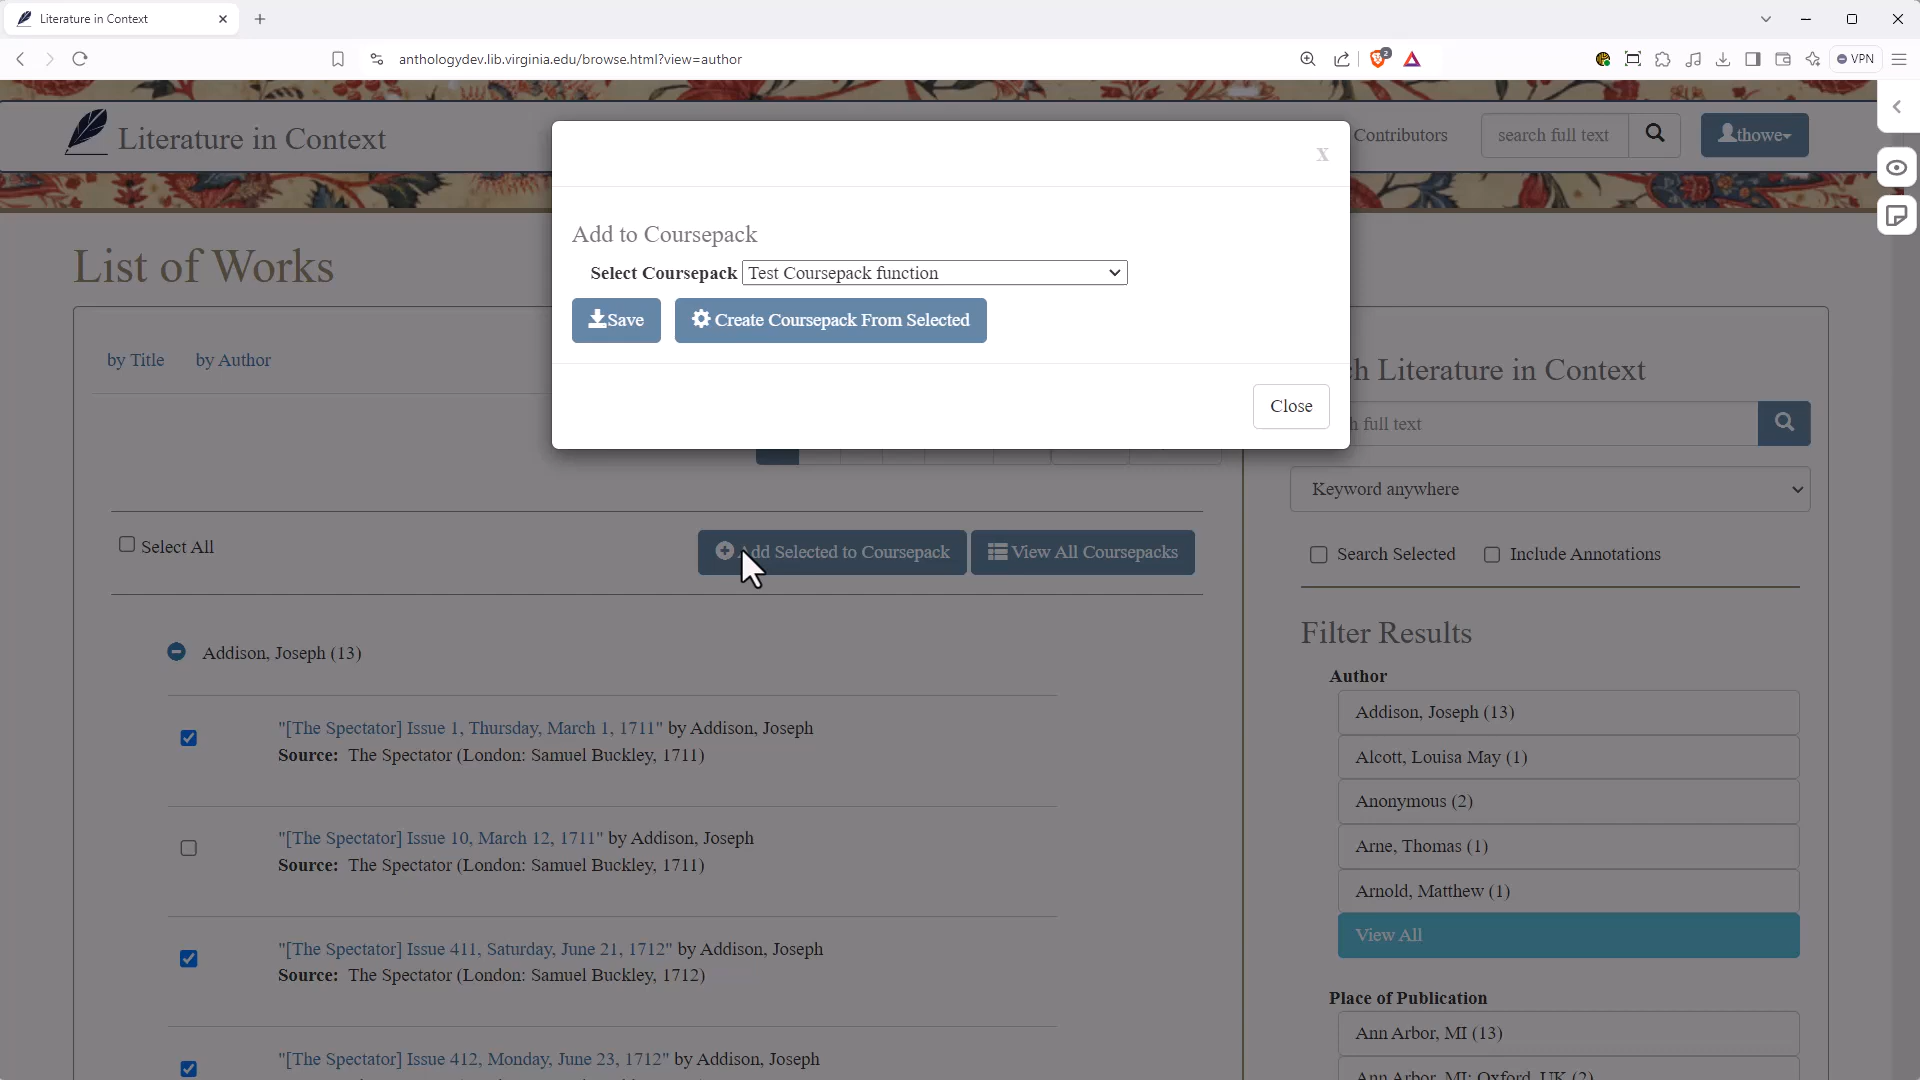 Literature in Context
anthologydev.lib.virginia.edu/browse.html?view=author
2
VPN
Literature in Context
Contributors
search full text
thowe
X
Add to Coursepack
Select Coursepack Test Coursepack function
Save
Create Coursepack From Selected
Close
List of Works
by Title by Author
Select All
Add Selected to Coursepack
View All Coursepacks
Addison, Joseph (13)
"[The Spectator] Issue 1, Thursday, March 1, 1711" by Addison, Joseph
Source: The Spectator (London: Samuel Buckley, 1711)
"[The Spectator] Issue 10, March 12, 1711" by Addison, Joseph
Source: The Spectator (London: Samuel Buckley, 1711)
"[The Spectator] Issue 411, Saturday, June 21, 1712" by Addison, Joseph
Source: The Spectator (London: Samuel Buckley, 1712)
"[The Spectator] Issue 412, Monday, June 23, 1712" by Addison, Joseph
h Literature in Context
h full text
Keyword anywhere
Search Selected Include Annotations
Filter Results
Author
Addison, Joseph (13)
Alcott, Louisa May (1)
Anonymous (2)
Arne, Thomas (1)
Arnold, Matthew (1)
View All
Place of Publication
Ann Arbor, MI (13)
Ann Arbor, MI; Oxford, UK (2)